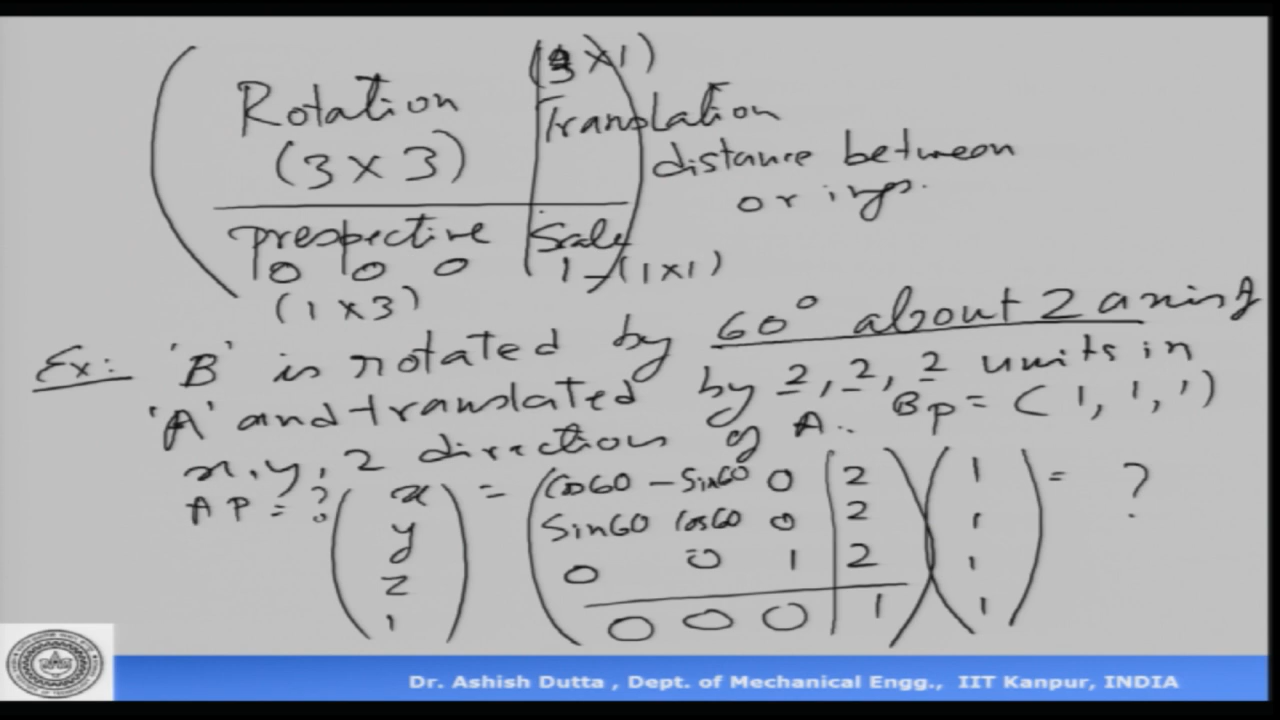 (3×1)
Rotation Translation
(3 × 3) distance between
origs.
prespective Scale
0 0 0 1 - (1×1)
(1×3)
Ex: 'B' is rotated by 60° about Z axis of
'A' and translated by 2, 2, 2 units in
x, y, z directions of A. Bp = (1, 1, 1)
AP = ?
( x ) = ( Cos60 -Sin60 0 | 2 ) ( 1 ) = ?
y Sin60 Cos60 0 | 2 1
z 0 0 1 | 2 1
1 0 0 0 | 1 1
Dr. Ashish Dutta , Dept. of Mechanical Engg., IIT Kanpur, INDIA